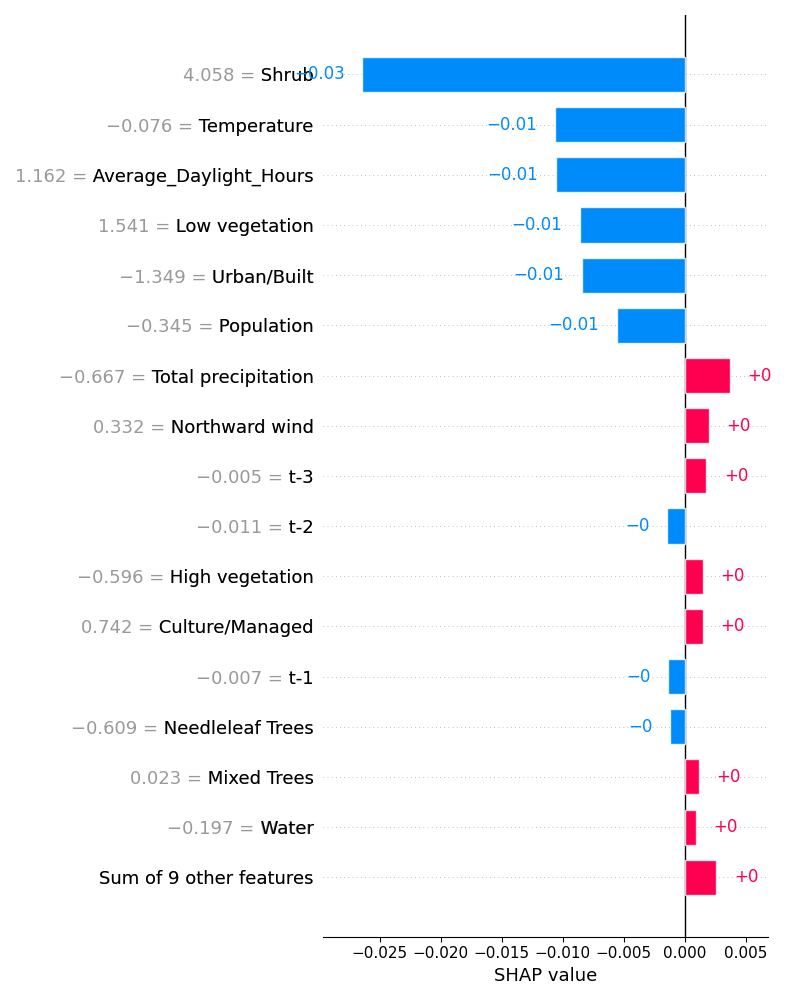 4.058 = Shrub −0.03
−0.076 = Temperature −0.01
1.162 = Average_Daylight_Hours −0.01
1.541 = Low vegetation −0.01
−1.349 = Urban/Built −0.01
−0.345 = Population −0.01
−0.667 = Total precipitation +0
0.332 = Northward wind +0
−0.005 = t-3 +0
−0.011 = t-2 −0
−0.596 = High vegetation +0
0.742 = Culture/Managed +0
−0.007 = t-1 −0
−0.609 = Needleleaf Trees −0
0.023 = Mixed Trees +0
−0.197 = Water +0
Sum of 9 other features +0
−0.025 −0.020 −0.015 −0.010 −0.005 0.000 0.005
SHAP value